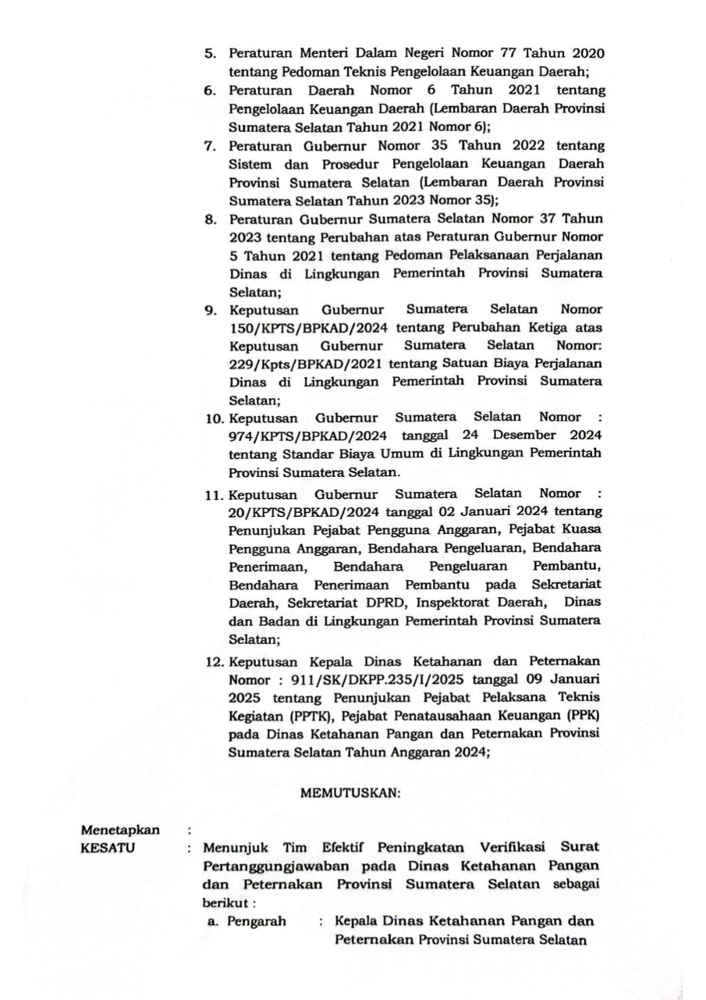 5. Peraturan Menteri Dalam Negeri Nomor 77 Tahun 2020
tentang Pedoman Teknis Pengelolaan Keuangan Daerah;
6. Peraturan Daerah Nomor 6 Tahun 2021 tentang
Pengelolaan Keuangan Daerah (Lembaran Daerah Provinsi
Sumatera Selatan Tahun 2021 Nomor 6);
7. Peraturan Gubernur Nomor 35 Tahun 2022 tentang
Sistem dan Prosedur Pengelolaan Keuangan Daerah
Provinsi Sumatera Selatan (Lembaran Daerah Provinsi
Sumatera Selatan Tahun 2023 Nomor 35);
8. Peraturan Gubernur Sumatera Selatan Nomor 37 Tahun
2023 tentang Perubahan atas Peraturan Gubernur Nomor
5 Tahun 2021 tentang Pedoman Pelaksanaan Perjalanan
Dinas di Lingkungan Pemerintah Provinsi Sumatera
Selatan;
9. Keputusan Gubernur Sumatera Selatan Nomor
150/KPTS/BPKAD/2024 tentang Perubahan Ketiga atas
Keputusan Gubernur Sumatera Selatan Nomor:
229/Kpts/BPKAD/2021 tentang Satuan Biaya Perjalanan
Dinas di Lingkungan Pemerintah Provinsi Sumatera
Selatan;
10. Keputusan Gubernur Sumatera Selatan Nomor :
974/KPTS/BPKAD/2024 tanggal 24 Desember 2024
tentang Standar Biaya Umum di Lingkungan Pemerintah
Provinsi Sumatera Selatan.
11. Keputusan Gubernur Sumatera Selatan Nomor :
20/KPTS/BPKAD/2024 tanggal 02 Januari 2024 tentang
Penunjukan Pejabat Pengguna Anggaran, Pejabat Kuasa
Pengguna Anggaran, Bendahara Pengeluaran, Bendahara
Penerimaan, Bendahara Pengeluaran Pembantu,
Bendahara Penerimaan Pembantu pada Sekretariat
Daerah, Sekretariat DPRD, Inspektorat Daerah, Dinas
dan Badan di Lingkungan Pemerintah Provinsi Sumatera
Selatan;
12. Keputusan Kepala Dinas Ketahanan dan Peternakan
Nomor : 911/SK/DKPP.235/I/2025 tanggal 09 Januari
2025 tentang Penunjukan Pejabat Pelaksana Teknis
Kegiatan (PPTK), Pejabat Penatausahaan Keuangan (PPK)
pada Dinas Ketahanan Pangan dan Peternakan Provinsi
Sumatera Selatan Tahun Anggaran 2024;
MEMUTUSKAN:
Menetapkan :
KESATU : Menunjuk Tim Efektif Peningkatan Verifikasi Surat
Pertanggungjawaban pada Dinas Ketahanan Pangan
dan Peternakan Provinsi Sumatera Selatan sebagai
berikut :
a. Pengarah : Kepala Dinas Ketahanan Pangan dan
Peternakan Provinsi Sumatera Selatan